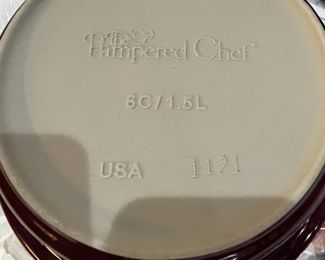 The
Pampered Chef
6C/1.5L
USA 1121